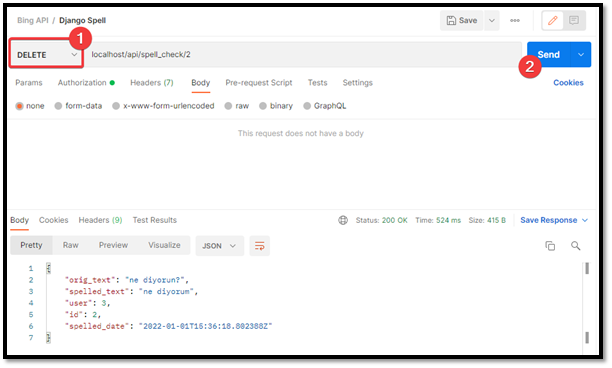 Bing API / Django Spell
Save
1
DELETE
localhost/api/spell_check/2
Send
2
Params Authorization Headers (7) Body Pre-request Script Tests Settings Cookies
none form-data x-www-form-urlencoded raw binary GraphQL
This request does not have a body
Body Cookies Headers (9) Test Results Status: 200 OK Time: 524 ms Size: 415 B Save Response
Pretty Raw Preview Visualize JSON
1 {
2 "orig_text": "ne diyorun?",
3 "spelled_text": "ne diyorum",
4 "user": 3,
5 "id": 2,
6 "spelled_date": "2022-01-01T15:36:18.802388Z"
7 }